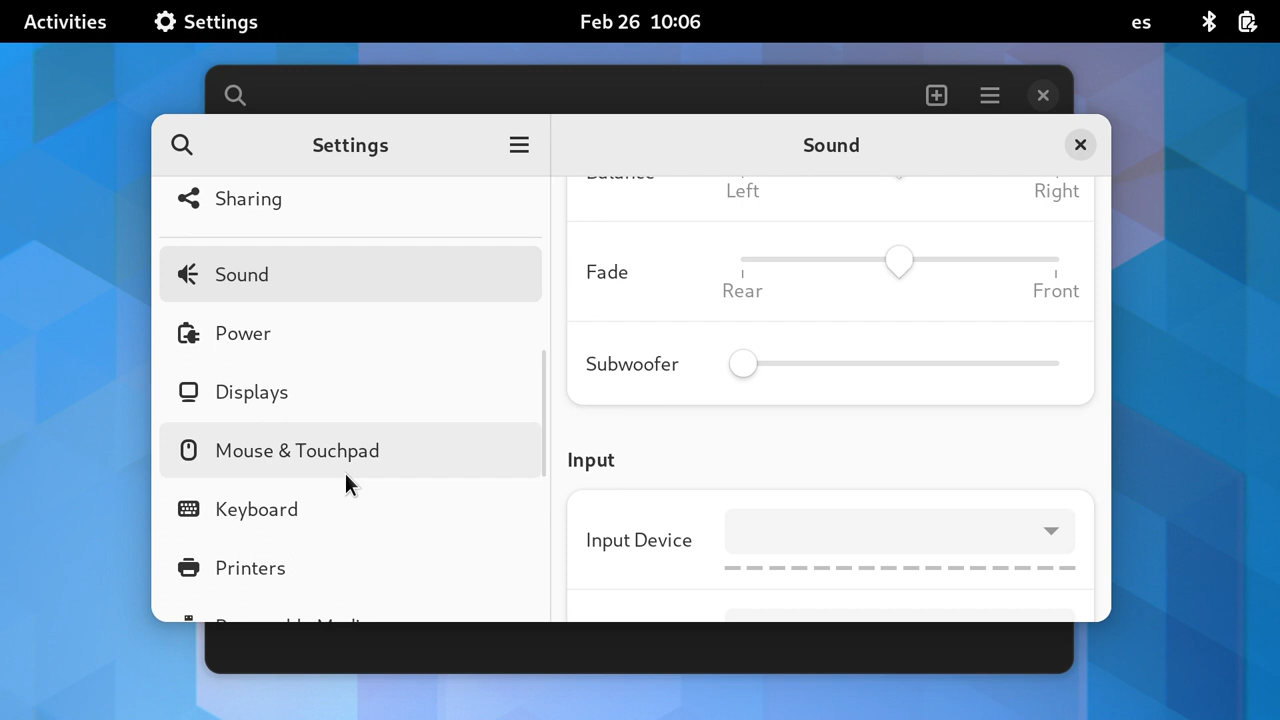 Activities
Settings
Feb 26 10:06
es
Settings
Sound
Sharing
Sound
Power
Displays
Mouse & Touchpad
Keyboard
Printers
Balance
Left
Right
Fade
Rear
Front
Subwoofer
Input
Input Device